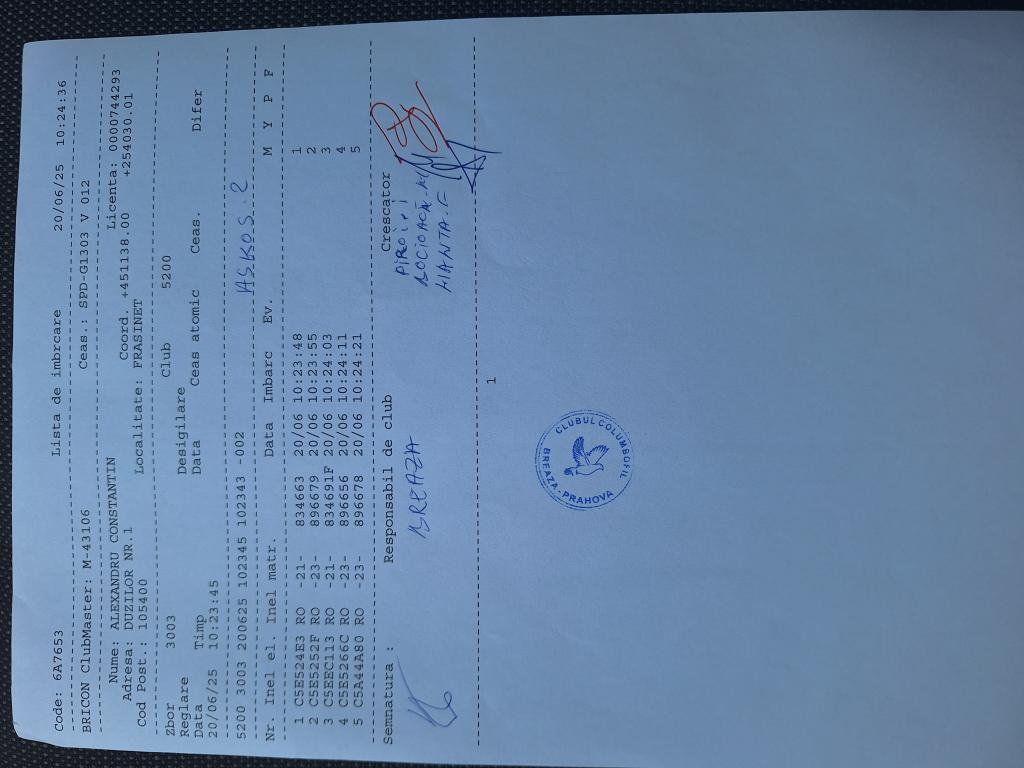 Code: 6A7653 Lista de imbrcare 20/06/25 10:24:36
BRICON ClubMaster: M-43106 Ceas.: SPD-G1303 V 012
Nume: ALEXANDRU CONSTANTIN Licenta: 0000744293
Adresa: DUZILOR NR.1 Coord. +451138.00 +254030.01
Cod Post.: 105400 Localitate: FRASINET
Zbor 3003 Club 5200
Reglare Desigilare
Data Timp Data Ceas atomic Ceas. Difer
20/06/25 10:23:45
5200 3003 200625 102345 102343 -002 ASKOS.2
Nr. Inel el. Inel matr. Data Imbarc Ev. M Y P F
1 C5E524E3 RO -21- 834663 20/06 10:23:48 1
2 C5E5252F RO -23- 896679 20/06 10:23:55 2
3 C5EEC113 RO -21- 834691F 20/06 10:24:03 3
4 C5E5266C RO -23- 896656 20/06 10:24:11 4
5 C5A44A80 RO -23- 896678 20/06 10:24:21 5
Semnatura : Responsabil de club Crescator
BREAZA
HANTA.F
1
CLUBUL COLUMBOFIL
BREAZA - PRAHOVA